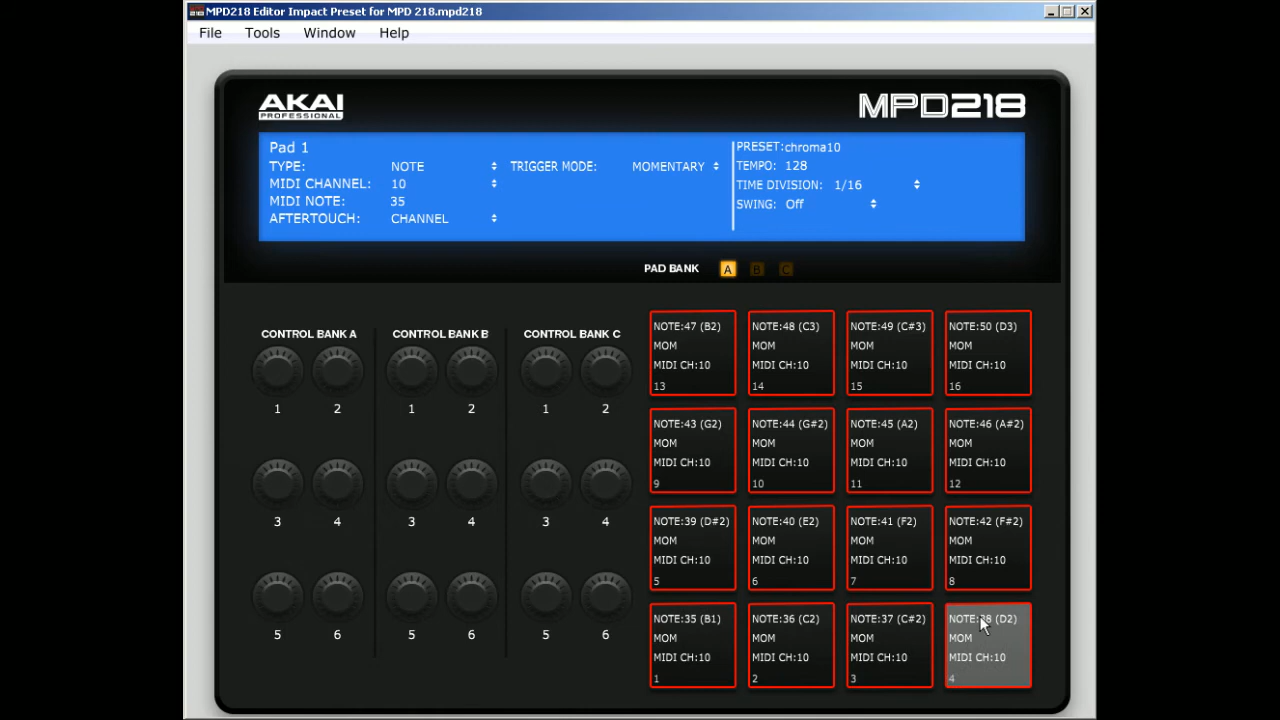 MPD218 Editor Impact Preset for MPD 218.mpd218
File Tools Window Help
AKAI
PROFESSIONAL
MPD218
Pad 1
TYPE: NOTE TRIGGER MODE: MOMENTARY
MIDI CHANNEL: 10
MIDI NOTE: 35
AFTERTOUCH: CHANNEL
PRESET:chroma10
TEMPO: 128
TIME DIVISION: 1/16
SWING: Off
PAD BANK A B C
CONTROL BANK A CONTROL BANK B CONTROL BANK C
1 2 1 2 1 2
3 4 3 4 3 4
5 6 5 6 5 6
NOTE:47 (B2) NOTE:48 (C3) NOTE:49 (C#3) NOTE:50 (D3)
MOM MOM MOM MOM
MIDI CH:10 MIDI CH:10 MIDI CH:10 MIDI CH:10
13 14 15 16
NOTE:43 (G2) NOTE:44 (G#2) NOTE:45 (A2) NOTE:46 (A#2)
MOM MOM MOM MOM
MIDI CH:10 MIDI CH:10 MIDI CH:10 MIDI CH:10
9 10 11 12
NOTE:39 (D#2) NOTE:40 (E2) NOTE:41 (F2) NOTE:42 (F#2)
MOM MOM MOM MOM
MIDI CH:10 MIDI CH:10 MIDI CH:10 MIDI CH:10
5 6 7 8
NOTE:35 (B1) NOTE:36 (C2) NOTE:37 (C#2) NOTE:38 (D2)
MOM MOM MOM MOM
MIDI CH:10 MIDI CH:10 MIDI CH:10 MIDI CH:10
1 2 3 4